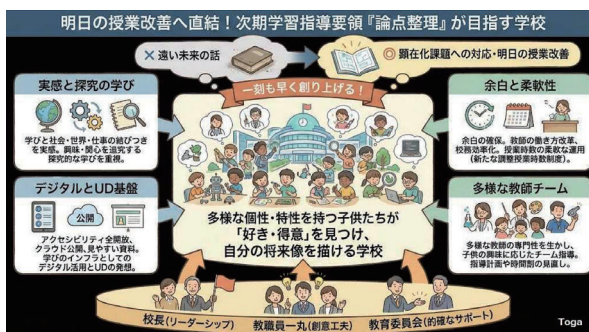 明日の授業改善へ直結！次期学習指導要領『論点整理』が目指す学校
✕ 遠い未来の話
◎ 顕在化課題への対応・明日の授業改善
一刻も早く創り上げる！
実感と探究の学び
学びと社会・世界・仕事の結びつき
を実感。興味・関心を追究する
探究的な学びを重視。
デジタルとUD基盤
公開
アクセシビリティ全開放、
クラウド公開、見やすい資料。
学びのインフラとしての
デジタル活用とUDの発想。
多様な個性・特性を持つ子供たちが
「好き・得意」を見つけ、
自分の将来像を描ける学校
余白と柔軟性
余白の確保。教師の働き方改革、
校務効率化。授業時数の柔軟な運用
（新たな調整授業時数制度）。
多様な教師チーム
多様な教師の専門性を生かし、
子供の興味に応じたチーム指導。
指導計画や時間割の見直し。
校長（リーダーシップ）
教職員一丸（創意工夫）
教育委員会（的確なサポート）
Toga